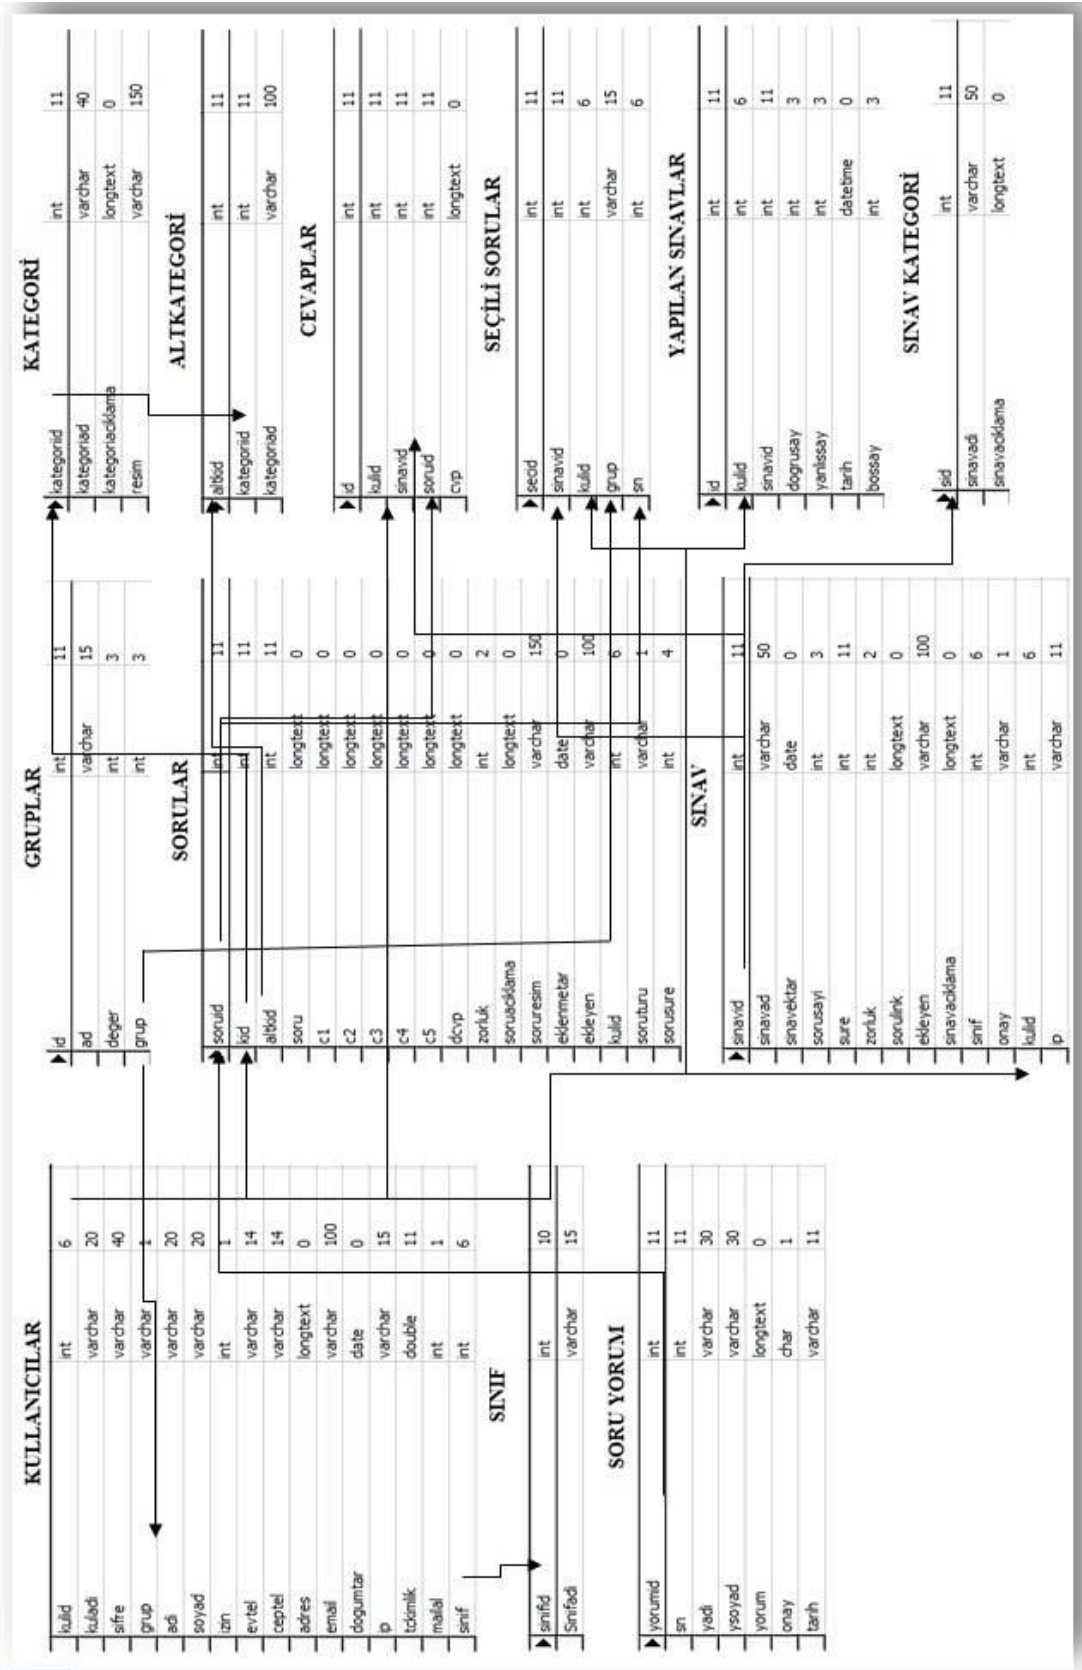 KULLANICILAR
kulid int 6
kuladi varchar 20
sifre varchar 40
grup varchar 1
adi varchar 20
soyad varchar 20
izin int 1
evtel varchar 14
ceptel varchar 14
adres longtext 0
email varchar 100
dogumtar date 0
ip varchar 15
tckimlik double 11
mailal int 1
sinif int 6
SINIF
sinifid int 10
Sinifadi varchar 15
SORU YORUM
yorumid int 11
sn int 11
yadi varchar 30
ysoyad varchar 30
yorum longtext 0
onay char 1
tarih varchar 11
GRUPLAR
id int 11
ad varchar 15
deger int 3
grup int 3
SORULAR
soruid int 11
kid int 11
altkid int 11
soru longtext 0
c1 longtext 0
c2 longtext 0
c3 longtext 0
c4 longtext 0
c5 longtext 0
dcvp longtext 0
zorluk int 2
soruaciklama longtext 0
soruresim varchar 150
eklenmetar date 0
ekleyen varchar 100
kulid int 6
soruturu varchar 1
sorusure int 4
SINAV
sinavid int 11
sinavad varchar 50
sinavektar date 0
sorusayi int 3
sure int 11
zorluk int 2
sorulink longtext 0
ekleyen varchar 100
sinavaciklama longtext 0
sinif int 6
onay varchar 1
kulid int 6
ip varchar 11
KATEGORİ
kategoriid int 11
kategoriad varchar 40
kategoriaciklama longtext 0
resim varchar 150
ALTKATEGORİ
altkid int 11
kategoriid int 11
kategoriad varchar 100
CEVAPLAR
id int 11
kulid int 11
sinavid int 11
soruid int 11
cvp longtext 0
SEÇİLİ SORULAR
secid int 11
sinavid int 11
kulid int 6
grup varchar 15
sn int 6
YAPILAN SINAVLAR
id int 11
kulid int 6
sinavid int 11
dogrusay int 3
yanlissay int 3
tarih datetime 0
bossay int 3
SINAV KATEGORİ
sid int 11
sinavadi varchar 50
sinavaciklama longtext 0